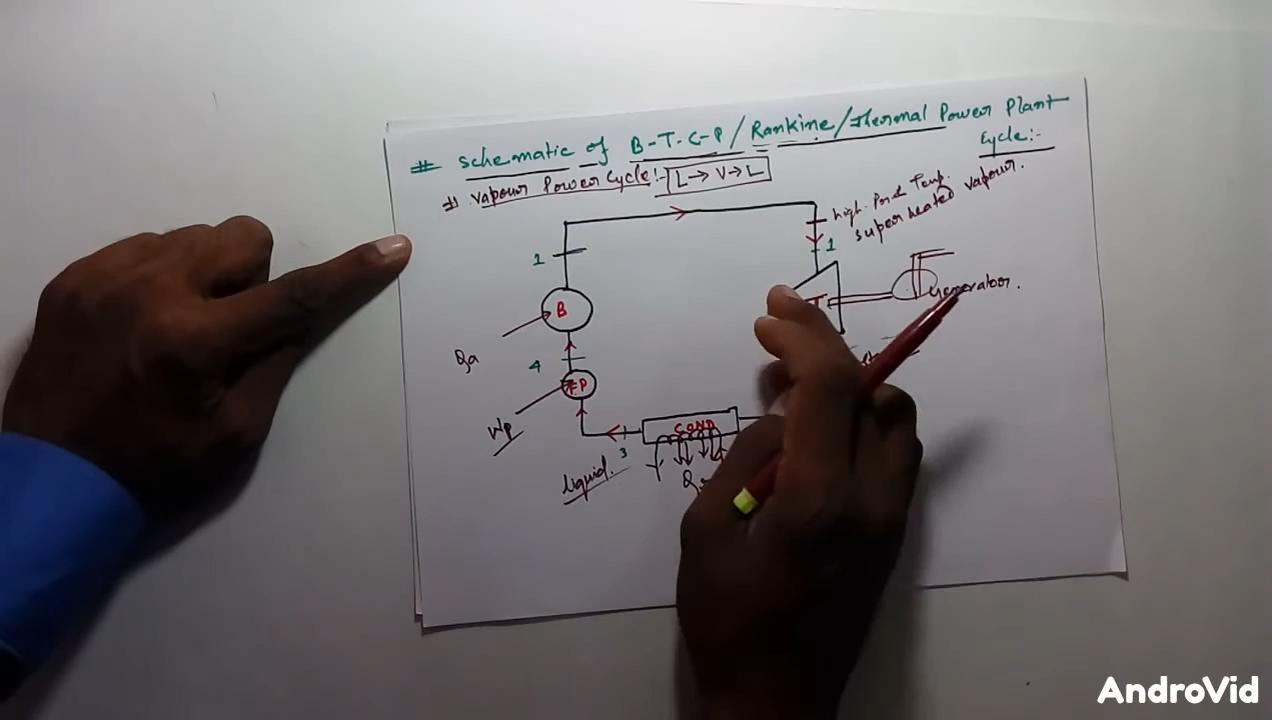 # Schematic of B-T-C-P/Rankine/Thermal Power Plant
Cycle:-
# Vapour Power Cycle:- L→V→L
high. P and Temp.
super heated vapour.
1
1
B
T
Generator.
Qa
4
F.P
Wp
COND
3
liquid.
AndroVid